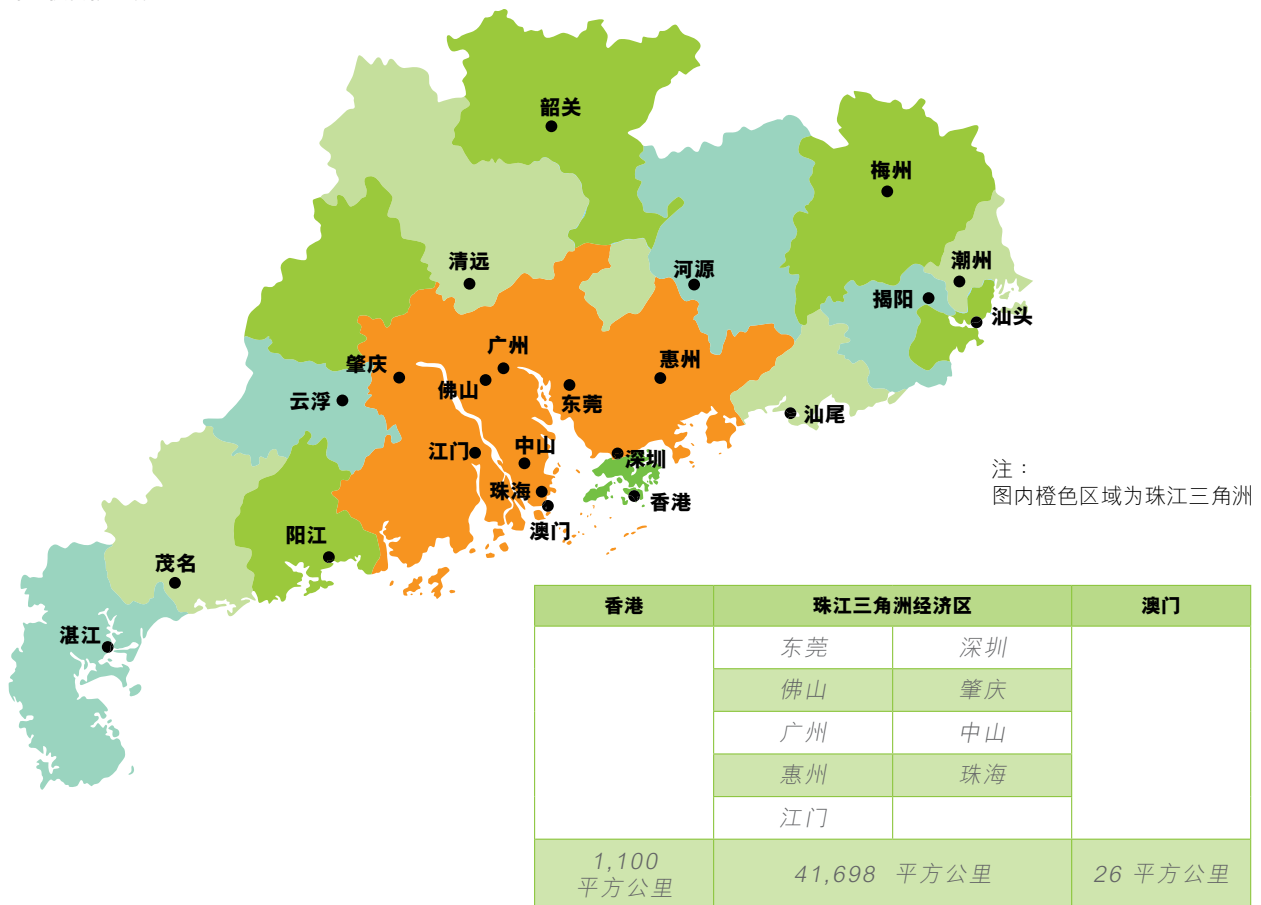 韶关
梅州
清远
河源
潮州
揭阳
汕头
广州
肇庆
惠州
佛山
东莞
云浮
汕尾
江门
中山
深圳
珠海
香港
澳门
阳江
茂名
湛江
注：
图内橙色区域为珠江三角洲
香港 珠江三角洲经济区 澳门
东莞 深圳
佛山 肇庆
广州 中山
惠州 珠海
江门
1,100
平方公里
41,698 平方公里
26 平方公里